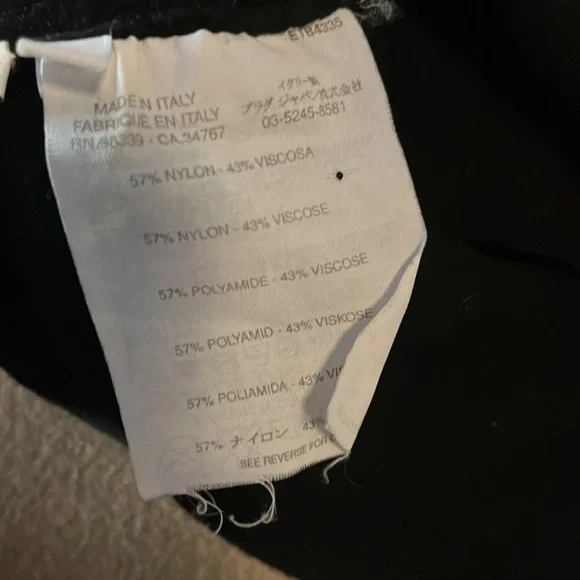 E184335
MADE IN ITALY
FABRIQUE EN ITALY
RN 98339 - CA.34767
イタリー製
プラダ ジャパン株式会社
03-5245-8581
57% NYLON - 43% VISCOSA
57% NYLON - 43% VISCOSE
57% POLYAMIDE - 43% VISCOSE
57% POLYAMID - 43% VISKOSE
57% POLIAMIDA - 43%
57% ナイロン
SEE REVERSE FOR